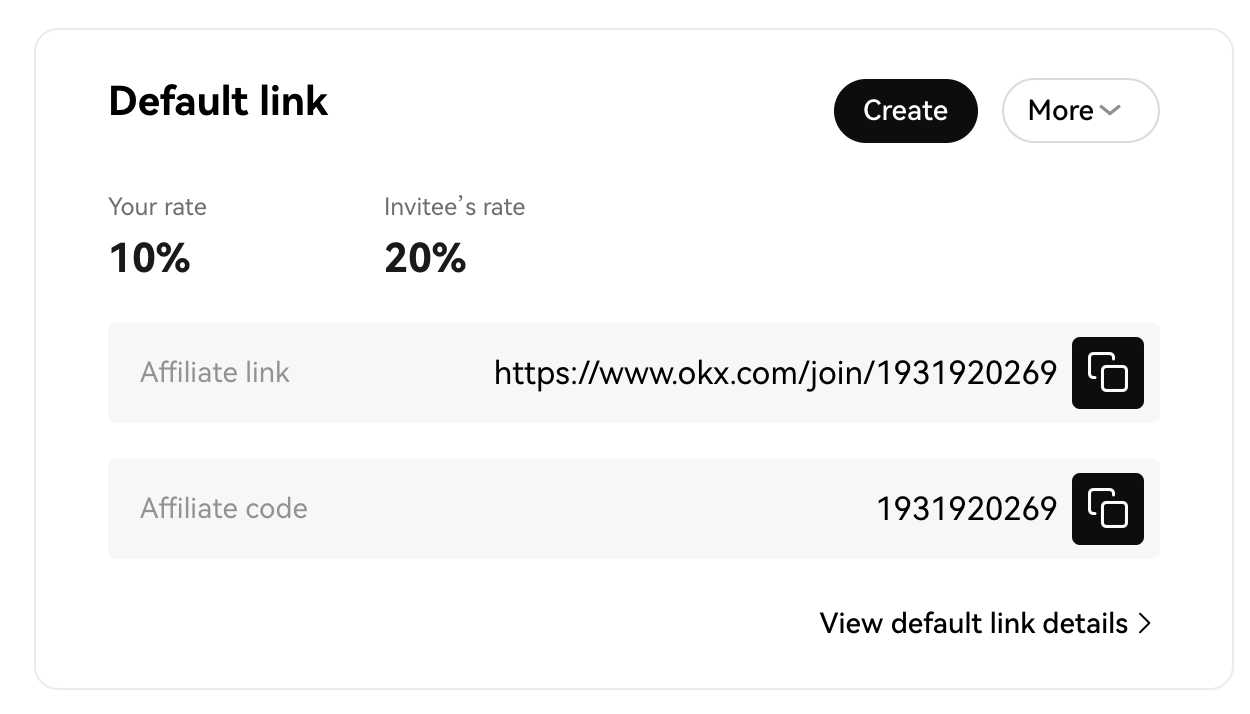 Default link
Create
More
Your rate
Invitee’s rate
10%
20%
Affiliate link
https://www.okx.com/join/1931920269
Affiliate code
1931920269
View default link details